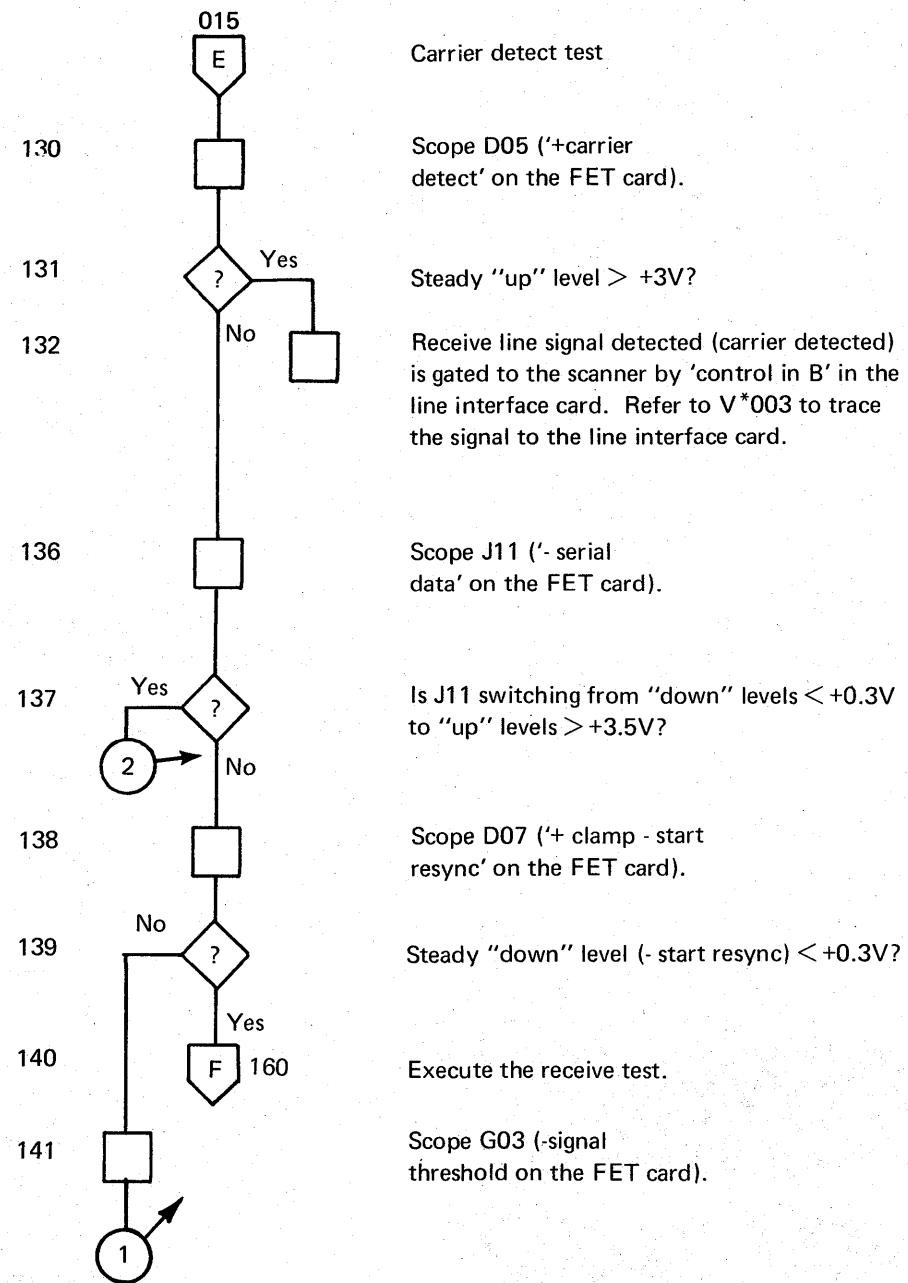 015
E
Carrier detect test
130
Scope D05 ('+carrier
detect' on the FET card).
131
?
Yes
No
Steady "up" level > +3V?
132
Receive line signal detected (carrier detected)
is gated to the scanner by 'control in B' in the
line interface card. Refer to V*003 to trace
the signal to the line interface card.
136
Scope J11 ('- serial
data' on the FET card).
137
Yes
?
No
2
Is J11 switching from "down" levels < +0.3V
to "up" levels > +3.5V?
138
Scope D07 ('+ clamp - start
resync' on the FET card).
139
No
?
Yes
Steady "down" level (- start resync) < +0.3V?
140
F
160
Execute the receive test.
141
Scope G03 (-signal
threshold on the FET card).
1